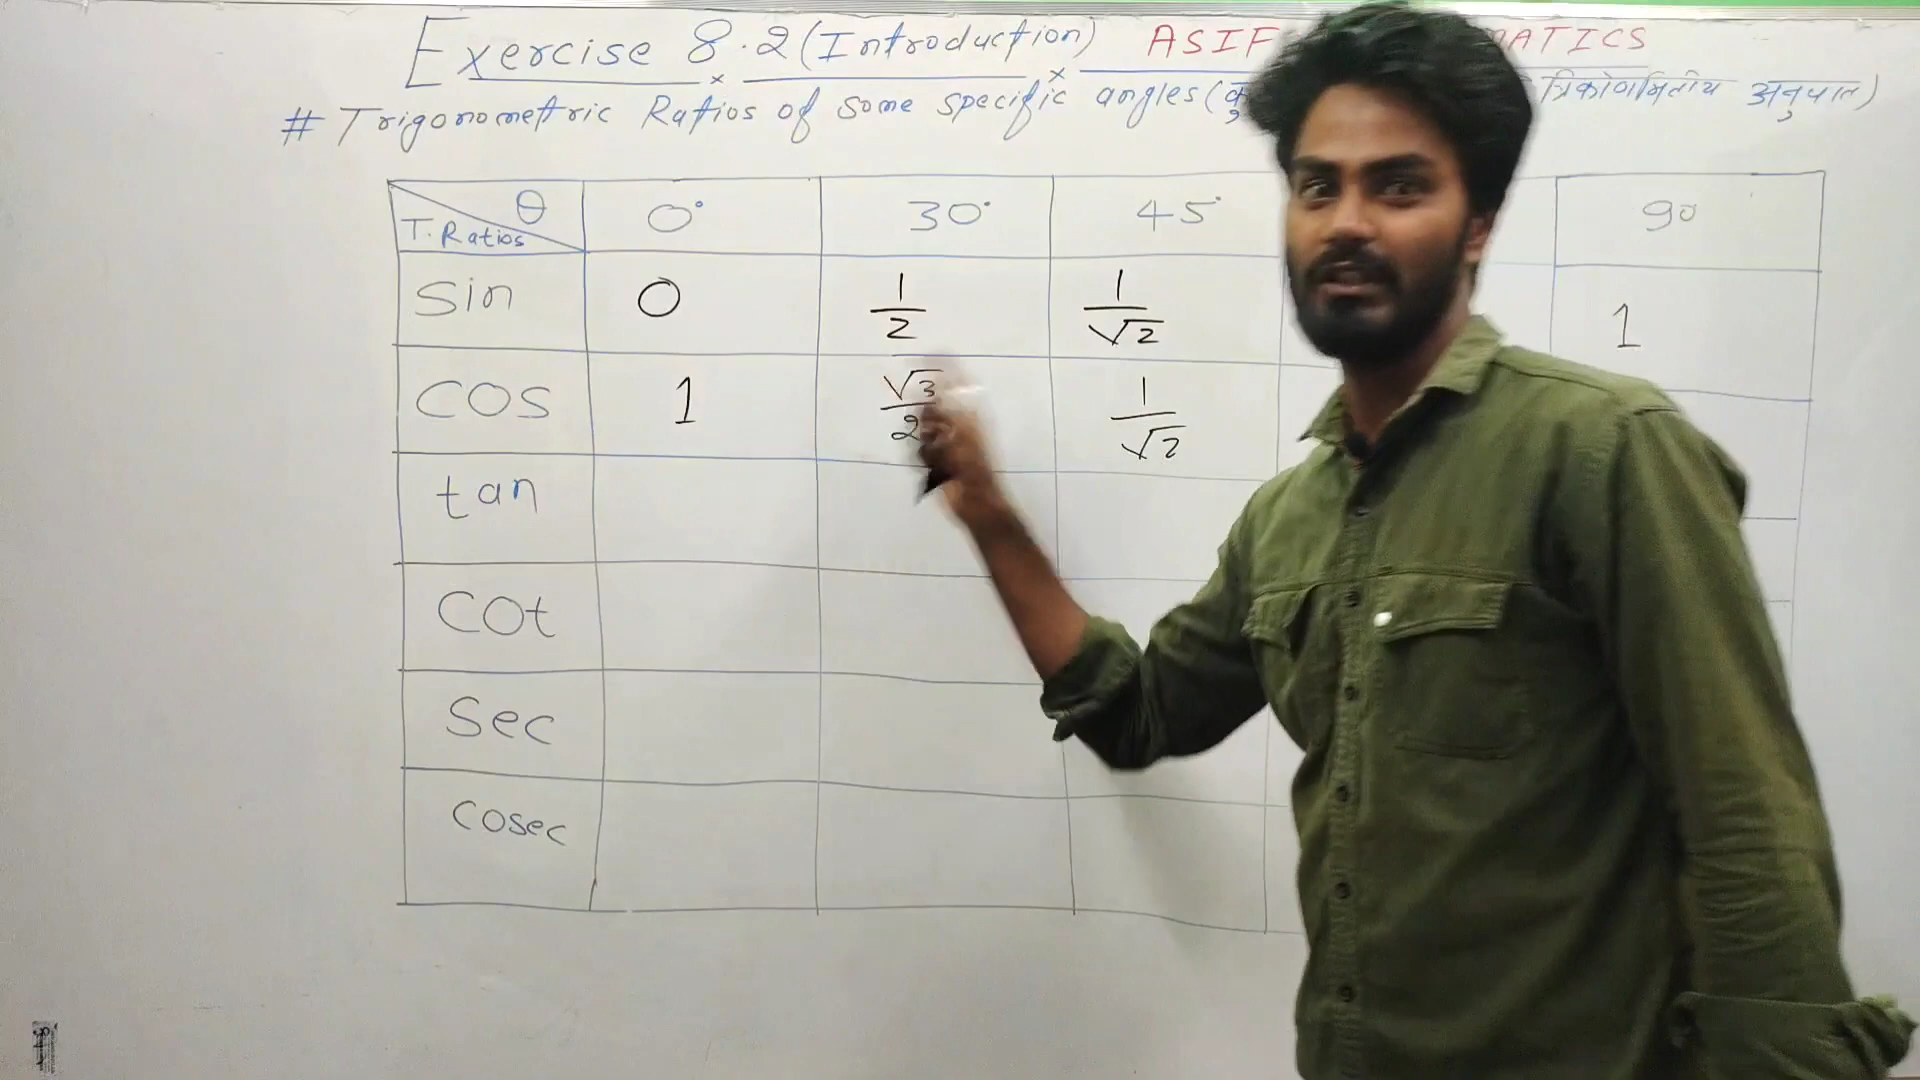 Exercise 8.2 (Introduction) ASIF
# Trigonometric Ratios of some specific angles ( त्रिकोणमितीय अनुपात)
θ 0° 30° 45° 90
T. Ratios
Sin 0 1/2 1/√2 1
COS 1 √3/2 1/√2
tan
COt
Sec
Cosec